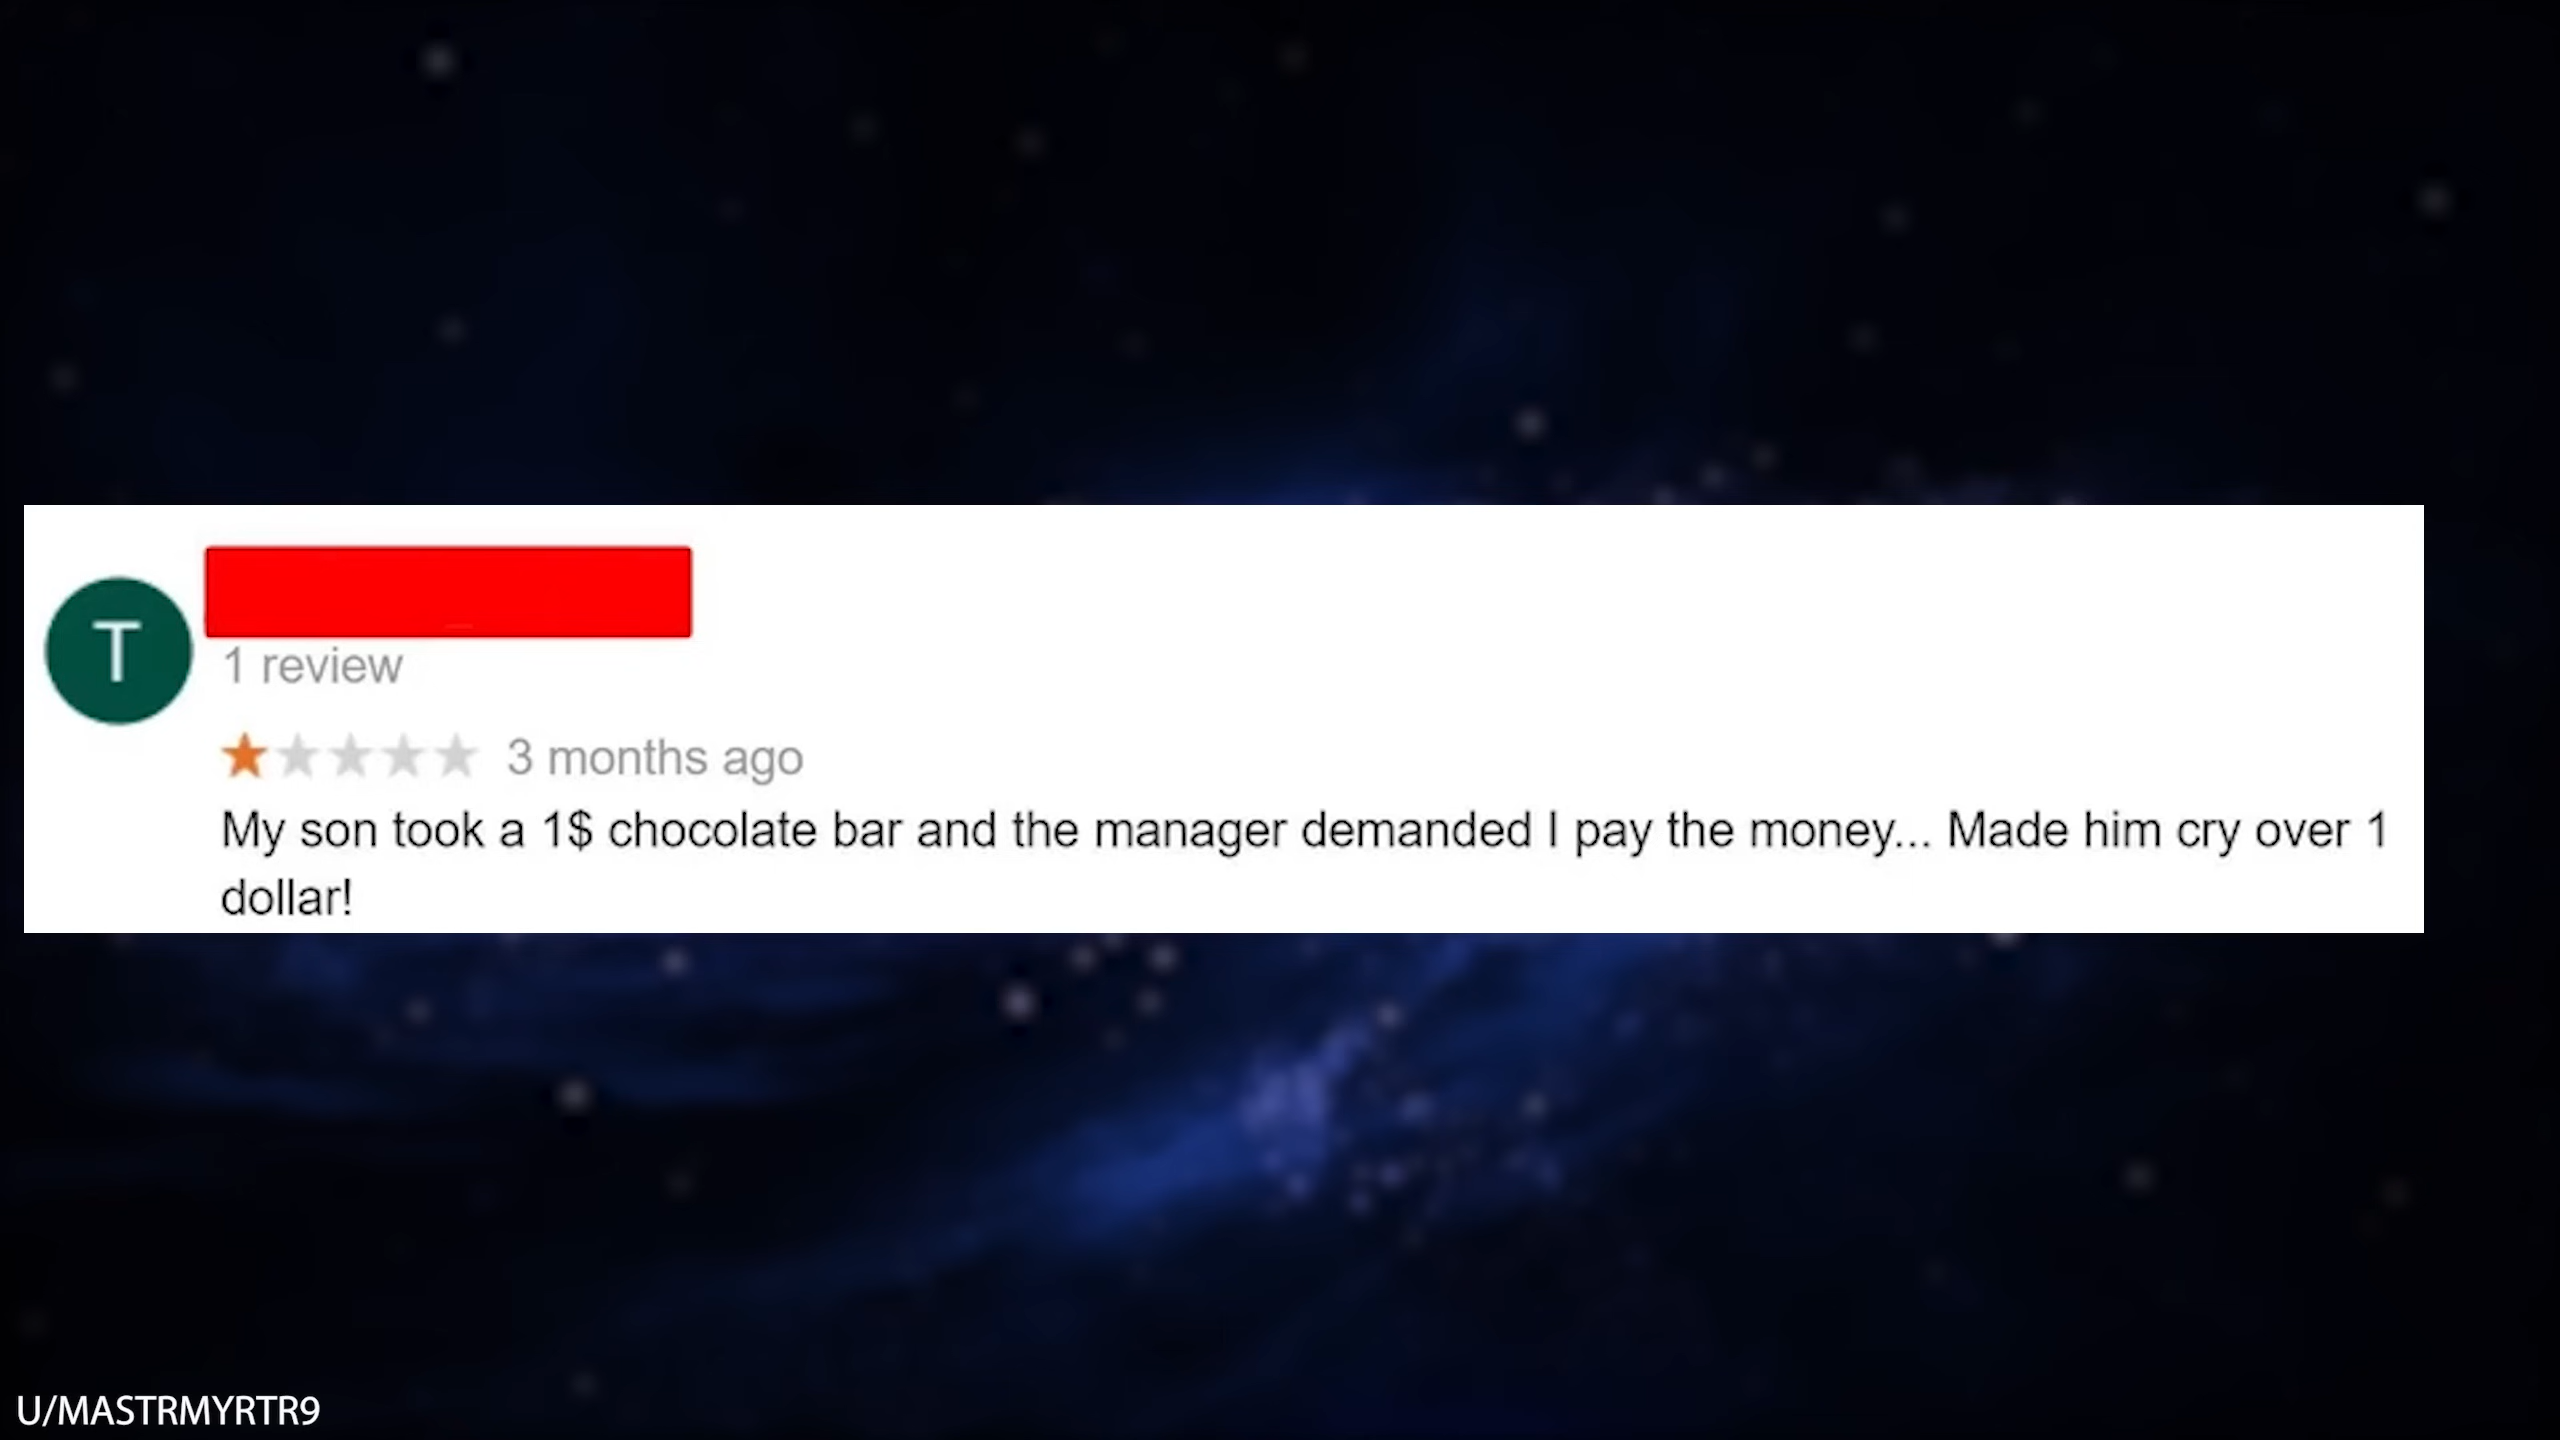 T
1 review
3 months ago
My son took a 1$ chocolate bar and the manager demanded I pay the money... Made him cry over 1
dollar!
U/MASTRMYRTR9